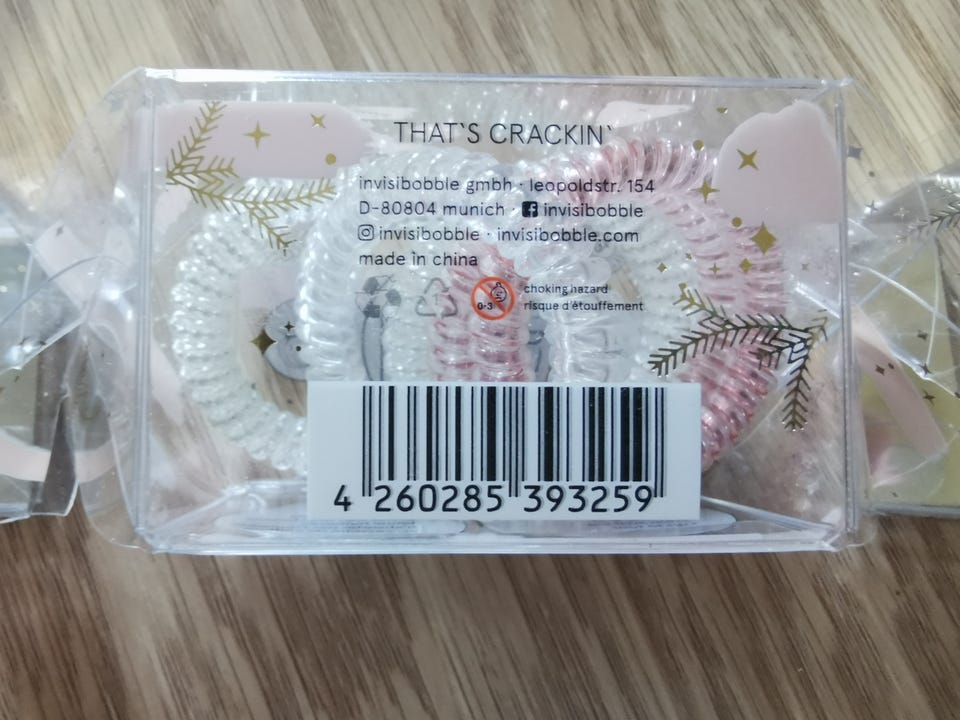 THAT`S CRACKIN`
invisibobble gmbh · leopoldstr. 154
D-80804 munich · invisibobble
invisibobble · invisibobble.com
made in china
0-3
choking hazard
risque d'étouffement
4 260285 393259